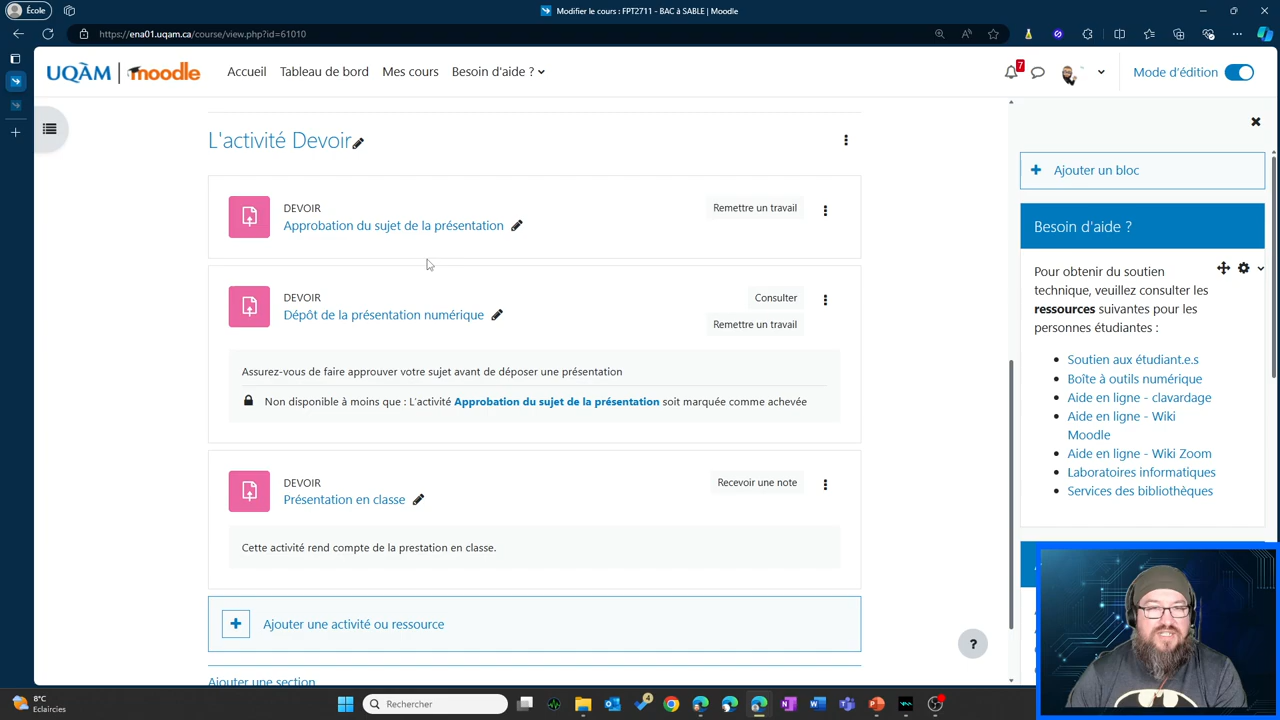 École
Modifier le cours : FPT2711 - BAC à SABLE | Moodle
https://ena01.uqam.ca/course/view.php?id=61010
UQÀM | moodle
Accueil
Tableau de bord
Mes cours
Besoin d'aide ?
7
Mode d'édition
L'activité Devoir
DEVOIR
Approbation du sujet de la présentation
Remettre un travail
DEVOIR
Dépôt de la présentation numérique
Consulter
Remettre un travail
Assurez-vous de faire approuver votre sujet avant de déposer une présentation
Non disponible à moins que : L'activité Approbation du sujet de la présentation soit marquée comme achevée
DEVOIR
Présentation en classe
Recevoir une note
Cette activité rend compte de la prestation en classe.
Ajouter une activité ou ressource
Ajouter une section
?
Ajouter un bloc
Besoin d'aide ?
Pour obtenir du soutien
technique, veuillez consulter les
ressources suivantes pour les
personnes étudiantes :
Soutien aux étudiant.e.s
Boîte à outils numérique
Aide en ligne - clavardage
Aide en ligne - Wiki
Moodle
Aide en ligne - Wiki Zoom
Laboratoires informatiques
Services des bibliothèques
8°C
Éclaircies
Rechercher
4